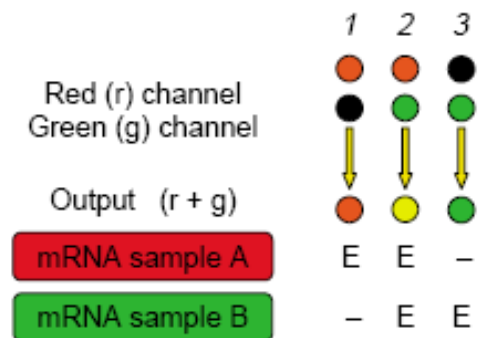 1 2 3
Red (r) channel
Green (g) channel
Output (r + g)
mRNA sample A E E –
mRNA sample B – E E